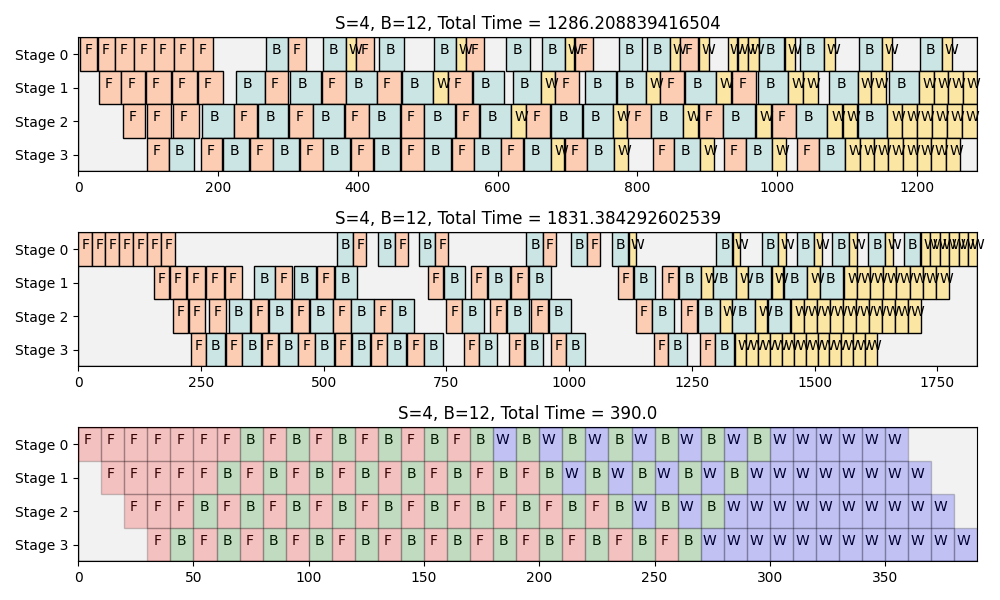 S=4, B=12, Total Time = 1286.208839416504
Stage 0 F F F F F F F B F B W F B B W F B B W F B B W F W W W W B W B W B W B W
Stage 1 F F F F F B F B F B F B W F B B W F B B W F B W F B W W B W W B W W W W
Stage 2 F F F B F B F B F B F B F B W F B B W F B W F B W F B W W B W W W W W W
Stage 3 F B F B F B F B F B F B F B F B W F B W F B W F B W F B W W W W W W W W
0 200 400 600 800 1000 1200
S=4, B=12, Total Time = 1831.384292602539
Stage 0 F F F F F F F B F B F B F B F B F B W B W B W B W B W B W W W W W W W
Stage 1 F F F F F B F B F B F B F B F B F B F B W B W B W B W B W W W W W W W W
Stage 2 F F F B F B F B F B F B F B F B F B F B F B W B W B W W W W W W W W W W
Stage 3 F B F B F B F B F B F B F B F B F B F B F B F B W W W W W W W W W W W W
0 250 500 750 1000 1250 1500 1750
S=4, B=12, Total Time = 390.0
Stage 0 F F F F F F F B F B F B F B F B F B W B W B W B W B W B W B W W W W W W
Stage 1 F F F F F B F B F B F B F B F B F B F B W B W B W B W B W W W W W W W W
Stage 2 F F F B F B F B F B F B F B F B F B F B F B W B W B W W W W W W W W W W
Stage 3 F B F B F B F B F B F B F B F B F B F B F B F B W W W W W W W W W W W W
0 50 100 150 200 250 300 350